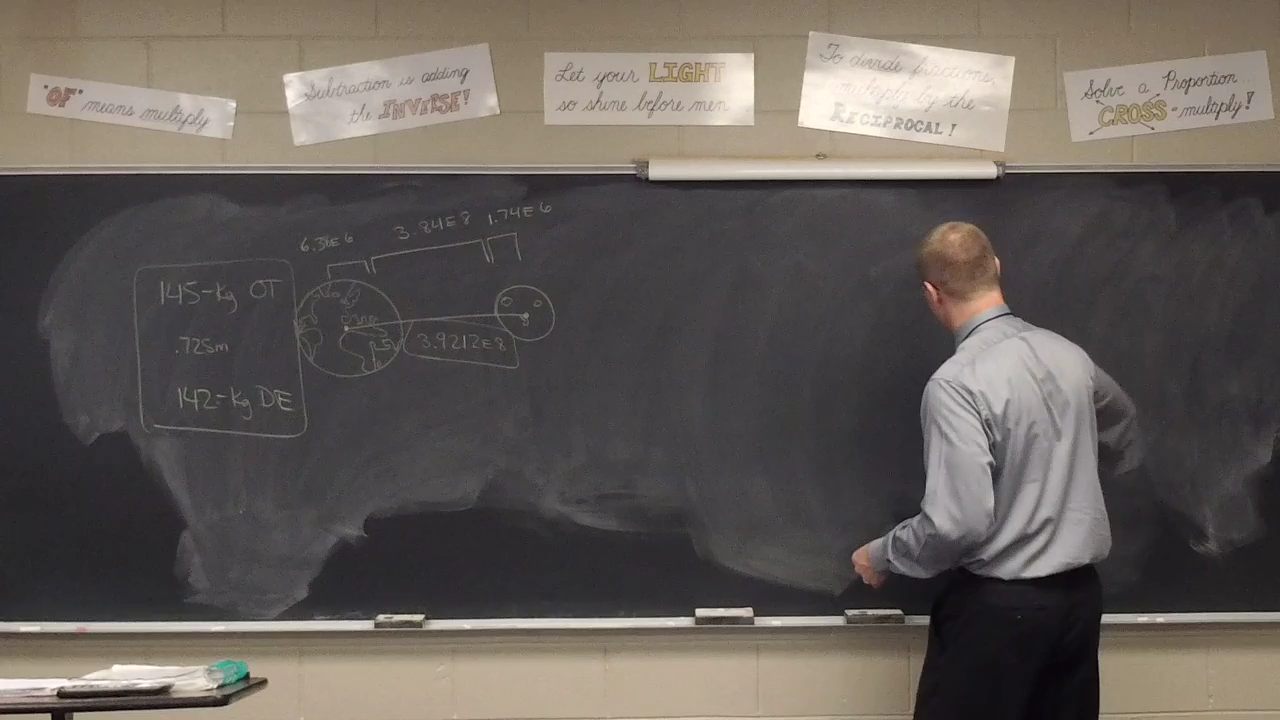 "OF" means multiply
Subtraction is adding
the INVERSE!
Let your LIGHT
so shine before men
To divide fractions,
multiply by the
RECIPROCAL!
Solve a Proportion...
CROSS-multiply!
6.38E6
3.84E8
1.74E6
145-Kg OT
.725m
142-Kg DE
3.9212E8